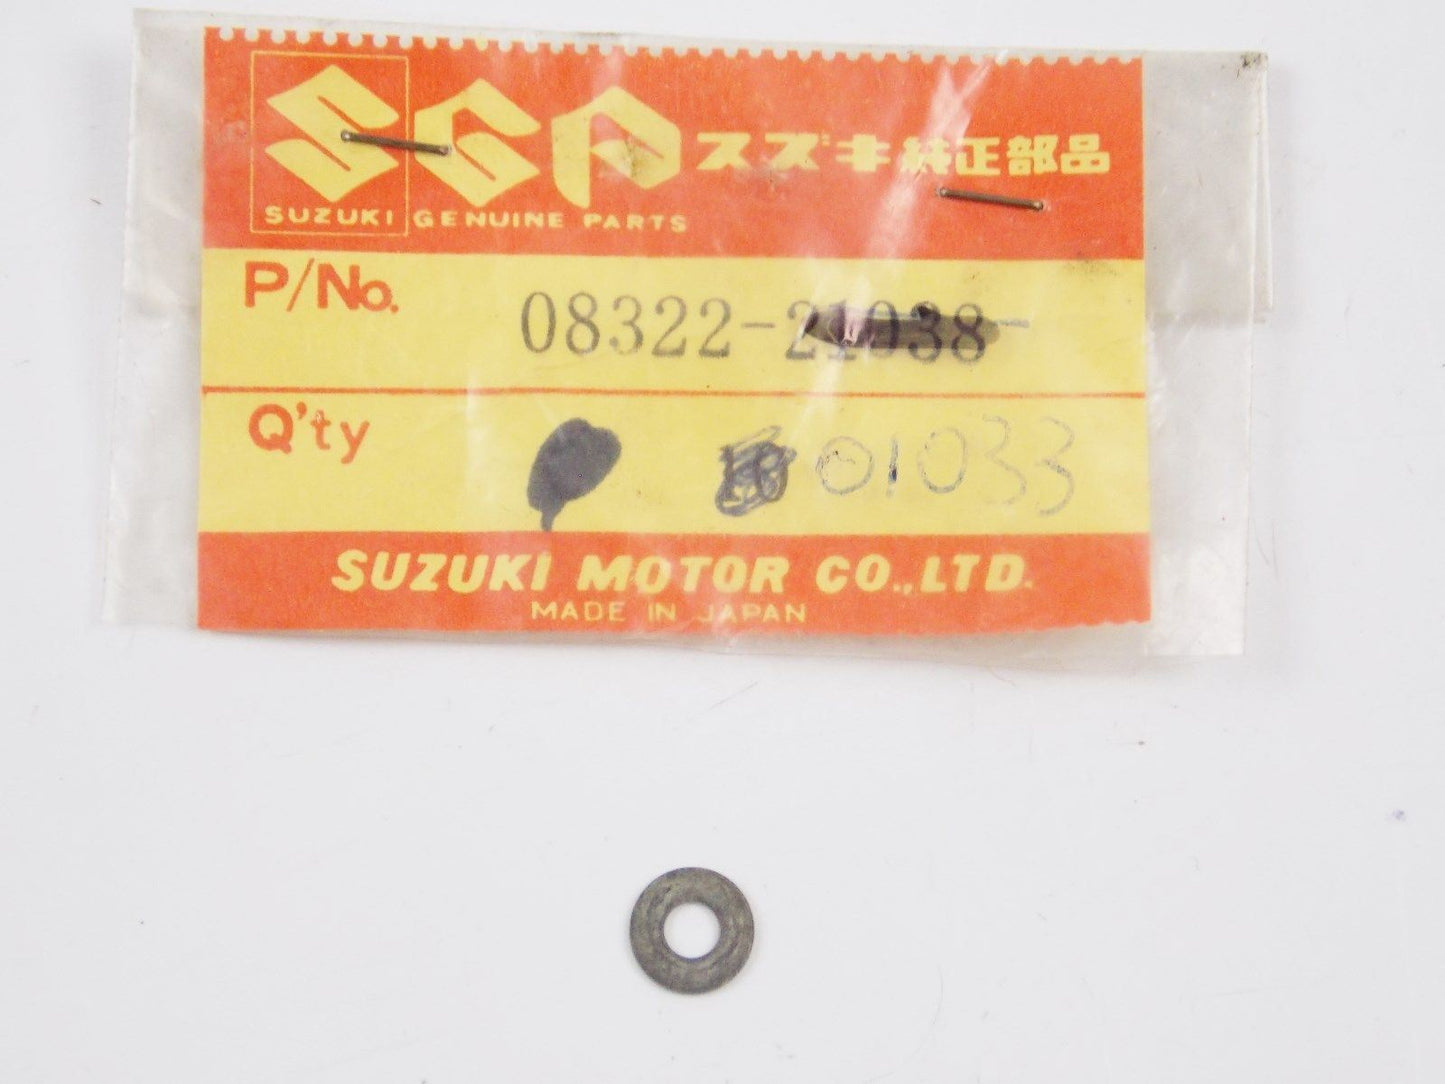 SGP スズキ純正部品
SUZUKI GENUINE PARTS
P/No. 08322-21038
Q'ty 01033
SUZUKI MOTOR CO.,LTD.
MADE IN JAPAN